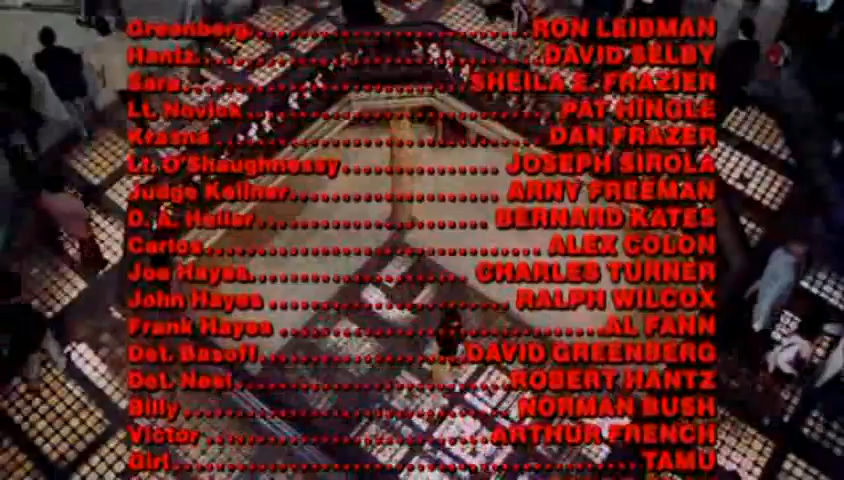 Greenberg..............................RON LEIBMAN
Hantz..............................DAVID SELBY
Sara..............................SHEILA E. FRAZIER
Lt. Novick..............................PAT HINGLE
Krasna..............................DAN FRAZER
Lt. O'Shaughnessy..............JOSEPH SIROLA
Judge Kellner...................ARNY FREEMAN
D. A. Heller.....................BERNARD KATES
Carlos..............................ALEX COLON
Joe Hayes.....................CHARLES TURNER
John Hayes.....................RALPH WILCOX
Frank Hayes..............................AL FANN
Det. Basoff...................DAVID GREENBERG
Det. Nesi.........................ROBERT HANTZ
Billy..............................NORMAN BUSH
Victor.........................ARTHUR FRENCH
Girl........................................TAMU